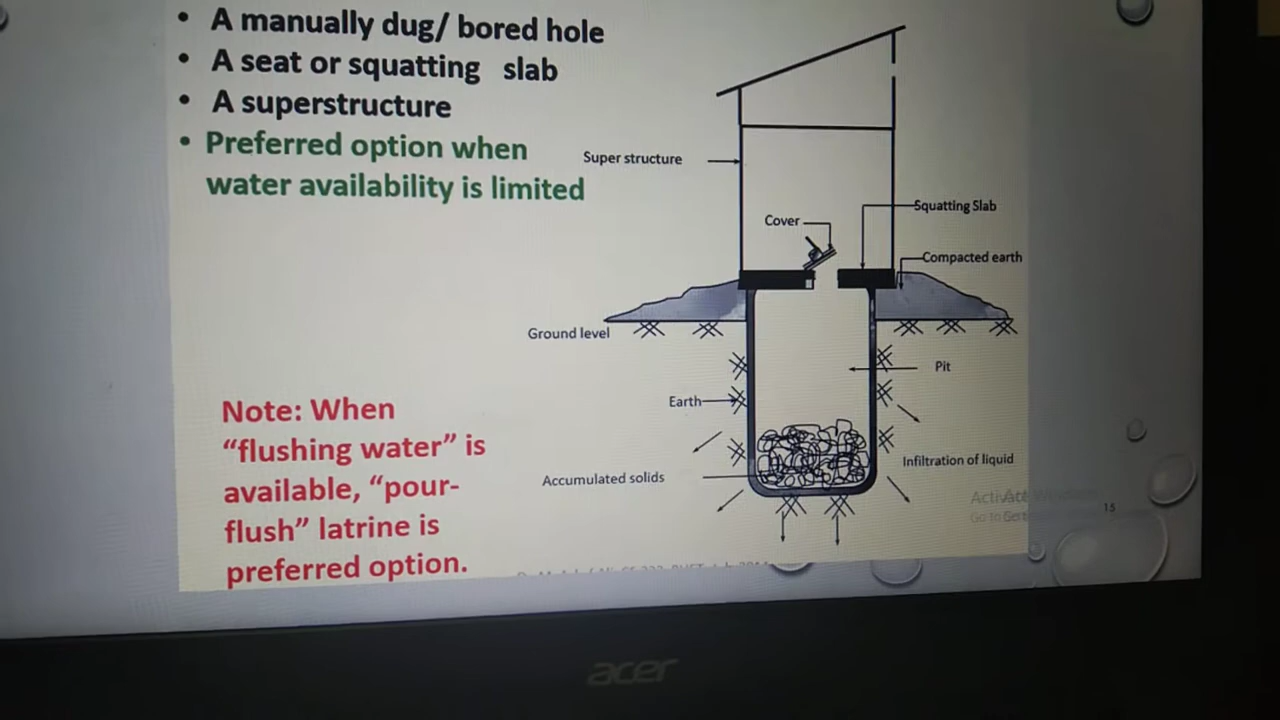 • A manually dug/ bored hole
• A seat or squatting slab
• A superstructure
• Preferred option when
water availability is limited
Super structure
Cover
Squatting Slab
Compacted earth
Ground level
Pit
Earth
Note: When
“flushing water” is
available, “pour-
flush” latrine is
preferred option.
Infiltration of liquid
Accumulated solids
15
acer